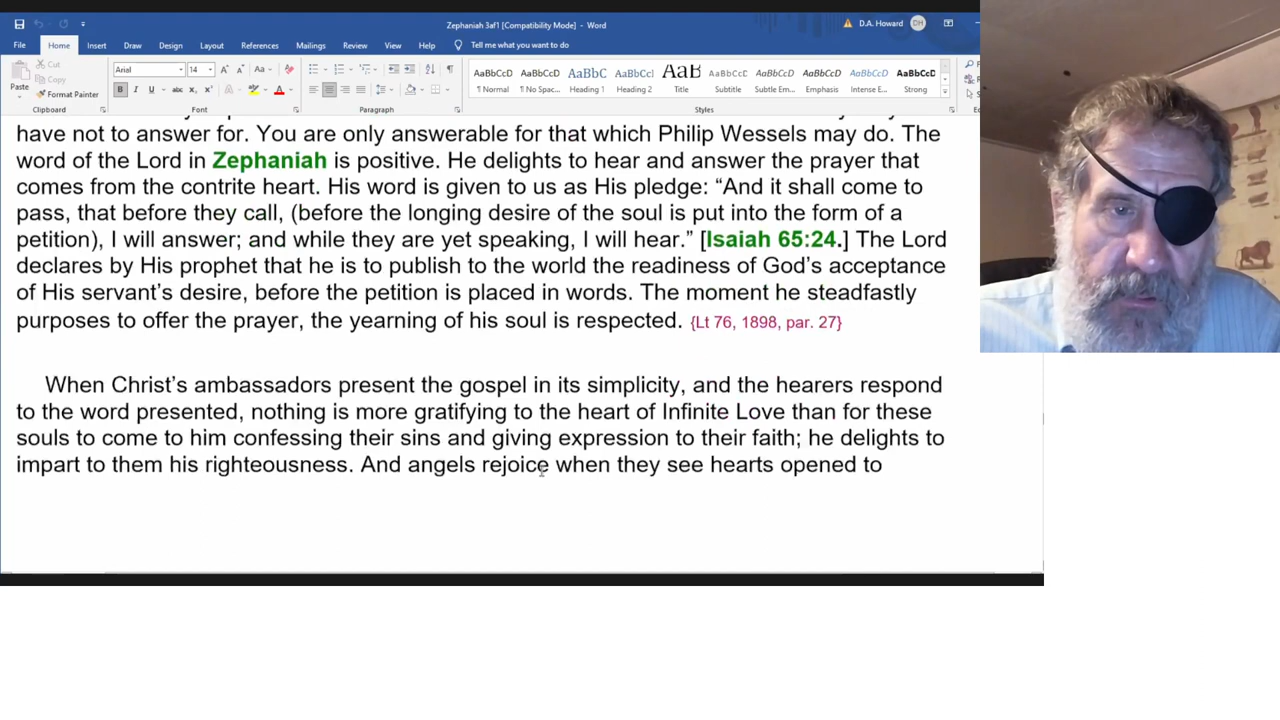 Zephaniah 3af1 [Compatibility Mode] - Word
D.A. Howard
DH
File Home Insert Draw Design Layout References Mailings Review View Help Tell me what you want to do
Paste
Cut
Copy
Format Painter
Clipboard
Arial 14
Font
Paragraph
AaBbCcD AaBbCcD AaBbC AaBbCcD AaB AaBbCcD AaBbCcD AaBbCcD AaBbCcD AaBbCcD
¶ Normal ¶ No Spac... Heading 1 Heading 2 Title Subtitle Subtle Em... Emphasis Intense E... Strong
Styles
have not to answer for. You are only answerable for that which Philip Wessels may do. The
word of the Lord in Zephaniah is positive. He delights to hear and answer the prayer that
comes from the contrite heart. His word is given to us as His pledge: “And it shall come to
pass, that before they call, (before the longing desire of the soul is put into the form of a
petition), I will answer; and while they are yet speaking, I will hear.” [Isaiah 65:24.] The Lord
declares by His prophet that he is to publish to the world the readiness of God’s acceptance
of His servant’s desire, before the petition is placed in words. The moment he steadfastly
purposes to offer the prayer, the yearning of his soul is respected. {Lt 76, 1898, par. 27}
When Christ’s ambassadors present the gospel in its simplicity, and the hearers respond
to the word presented, nothing is more gratifying to the heart of Infinite Love than for these
souls to come to him confessing their sins and giving expression to their faith; he delights to
impart to them his righteousness. And angels rejoice when they see hearts opened to